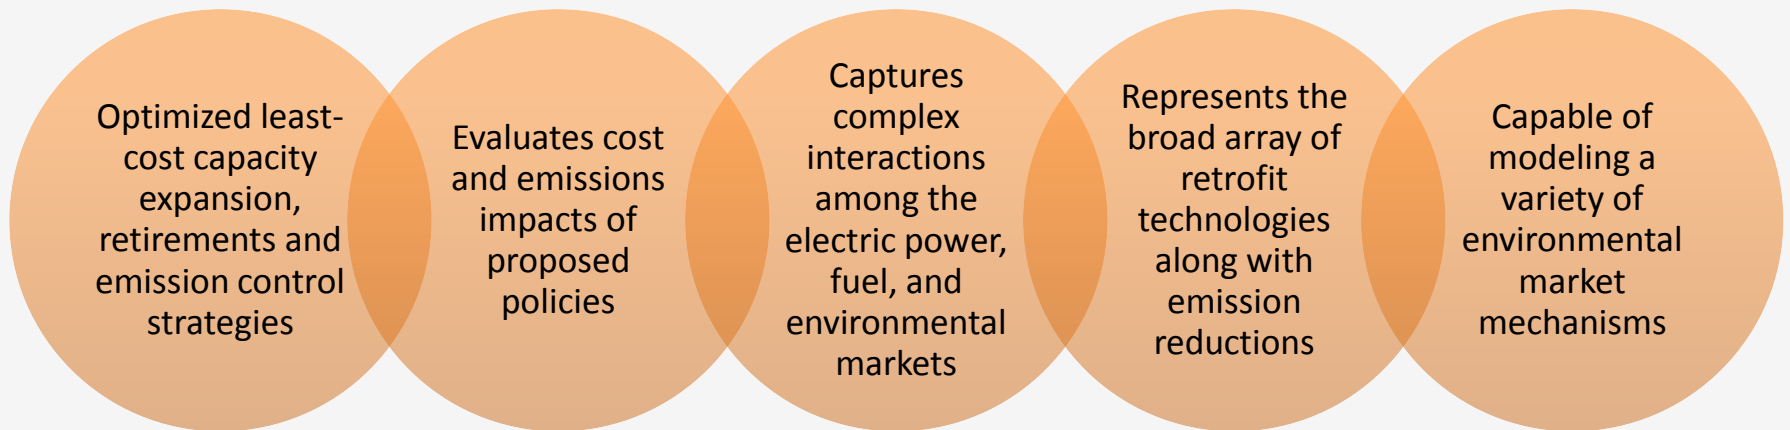 Optimized least-
cost capacity
expansion,
retirements and
emission control
strategies
Evaluates cost
and emissions
impacts of
proposed
policies
Captures
complex
interactions
among the
electric power,
fuel, and
environmental
markets
Represents the
broad array of
retrofit
technologies
along with
emission
reductions
Capable of
modeling a
variety of
environmental
market
mechanisms